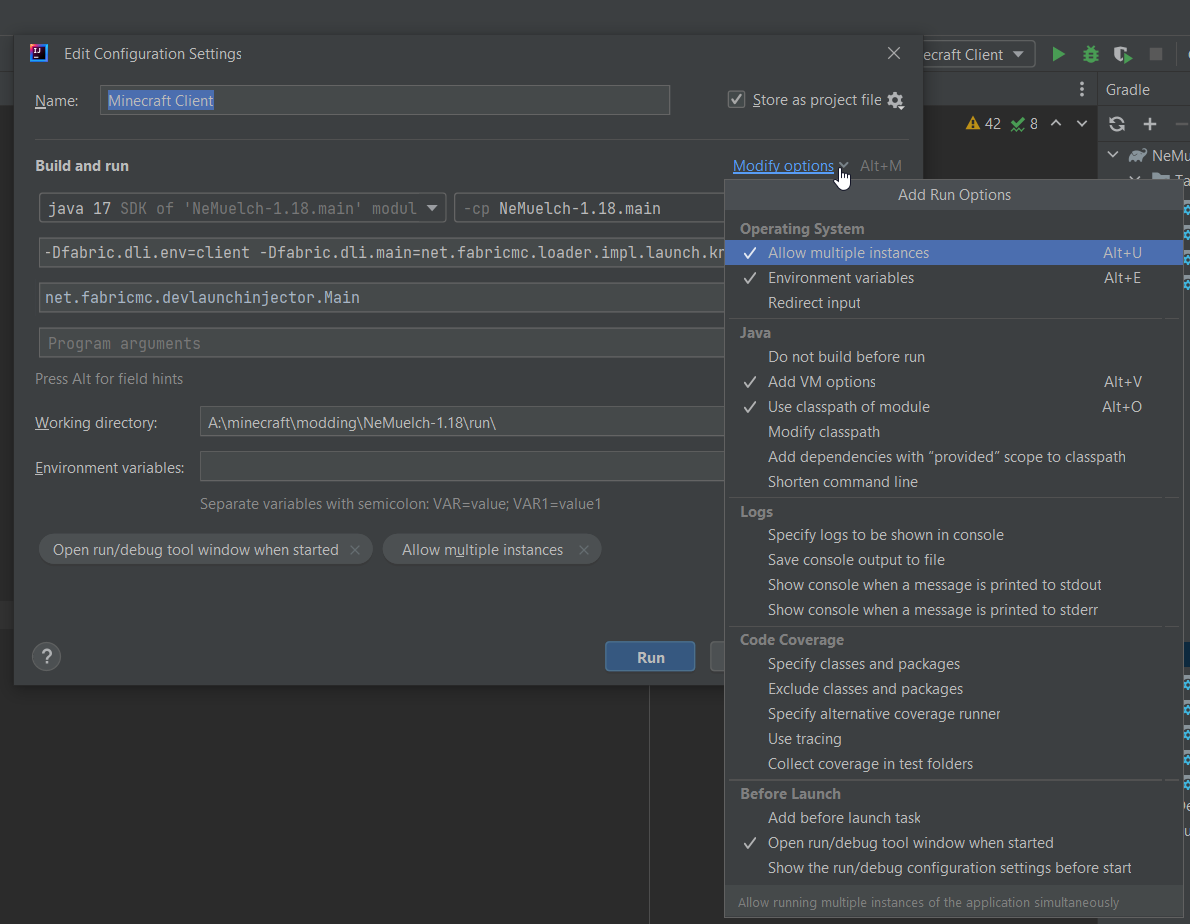 Edit Configuration Settings
ecraft Client
Name: Minecraft Client
Store as project file
Gradle
42 8
NeMu
Build and run
Modify options Alt+M
Ta
Add Run Options
java 17 SDK of 'NeMuelch-1.18.main' modul
-cp NeMuelch-1.18.main
-Dfabric.dli.env=client -Dfabric.dli.main=net.fabricmc.loader.impl.launch.kn
net.fabricmc.devlaunchinjector.Main
Program arguments
Press Alt for field hints
Working directory: A:\minecraft\modding\NeMuelch-1.18\run\
Environment variables:
Separate variables with semicolon: VAR=value; VAR1=value1
Open run/debug tool window when started
Allow multiple instances
?
Run
Operating System
Allow multiple instances Alt+U
Environment variables Alt+E
Redirect input
Java
Do not build before run
Add VM options Alt+V
Use classpath of module Alt+O
Modify classpath
Add dependencies with “provided” scope to classpath
Shorten command line
Logs
Specify logs to be shown in console
Save console output to file
Show console when a message is printed to stdout
Show console when a message is printed to stderr
Code Coverage
Specify classes and packages
Exclude classes and packages
Specify alternative coverage runner
Use tracing
Collect coverage in test folders
Before Launch
Add before launch task
Open run/debug tool window when started
Show the run/debug configuration settings before start
Allow running multiple instances of the application simultaneously